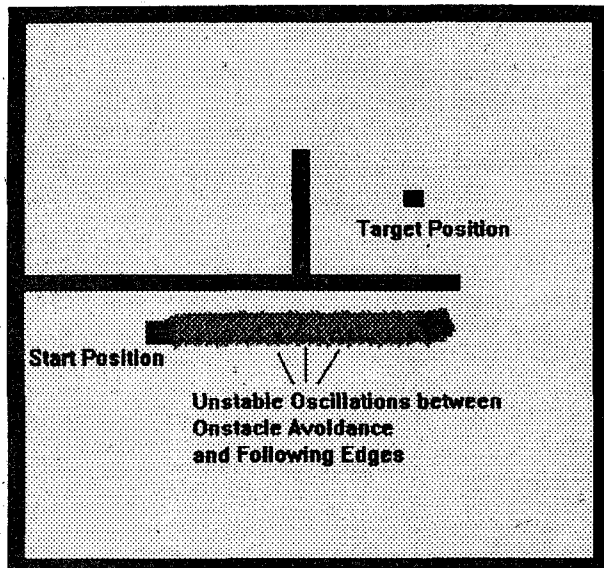 Target Position
Start Position
Unstable Oscillations between
Onstacle Avoidance
and Following Edges